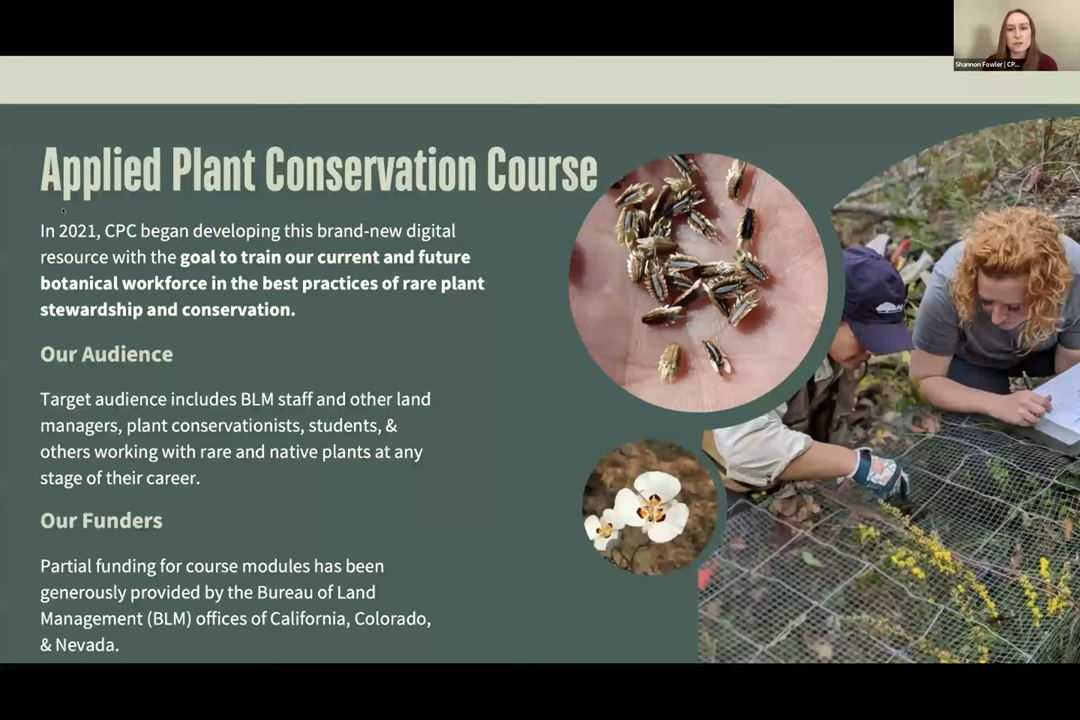 Shannon Fowler | CP...
Applied Plant Conservation Course
In 2021, CPC began developing this brand-new digital
resource with the goal to train our current and future
botanical workforce in the best practices of rare plant
stewardship and conservation.
Our Audience
Target audience includes BLM staff and other land
managers, plant conservationists, students, &
others working with rare and native plants at any
stage of their career.
Our Funders
Partial funding for course modules has been
generously provided by the Bureau of Land
Management (BLM) offices of California, Colorado,
& Nevada.